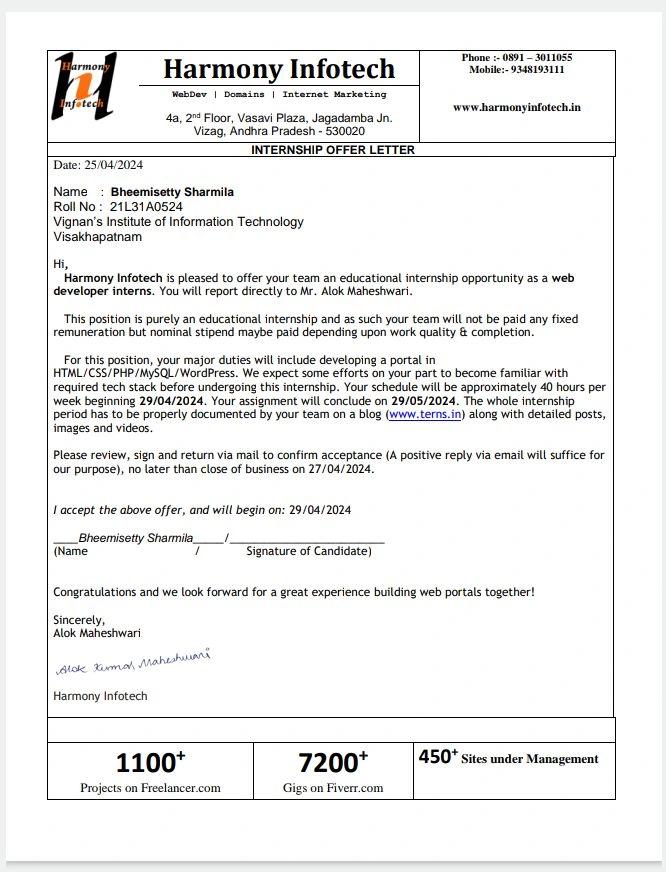 Harmony
Infotech
Harmony Infotech
WebDev | Domains | Internet Marketing
4a, 2nd Floor, Vasavi Plaza, Jagadamba Jn.
Vizag, Andhra Pradesh - 530020
Phone :- 0891 – 3011055
Mobile:- 9348193111
www.harmonyinfotech.in
INTERNSHIP OFFER LETTER
Date: 25/04/2024
Name : Bheemisetty Sharmila
Roll No : 21L31A0524
Vignan's Institute of Information Technology
Visakhapatnam
Hi,
Harmony Infotech is pleased to offer your team an educational internship opportunity as a web
developer interns. You will report directly to Mr. Alok Maheshwari.
This position is purely an educational internship and as such your team will not be paid any fixed
remuneration but nominal stipend maybe paid depending upon work quality & completion.
For this position, your major duties will include developing a portal in
HTML/CSS/PHP/MySQL/WordPress. We expect some efforts on your part to become familiar with
required tech stack before undergoing this internship. Your schedule will be approximately 40 hours per
week beginning 29/04/2024. Your assignment will conclude on 29/05/2024. The whole internship
period has to be properly documented by your team on a blog (www.terns.in) along with detailed posts,
images and videos.
Please review, sign and return via mail to confirm acceptance (A positive reply via email will suffice for
our purpose), no later than close of business on 27/04/2024.
I accept the above offer, and will begin on: 29/04/2024
____Bheemisetty Sharmila_____/_________________________
(Name / Signature of Candidate)
Congratulations and we look forward for a great experience building web portals together!
Sincerely,
Alok Maheshwari
Alok Kumar Maheshwari
Harmony Infotech
1100+
Projects on Freelancer.com
7200+
Gigs on Fiverr.com
450+ Sites under Management